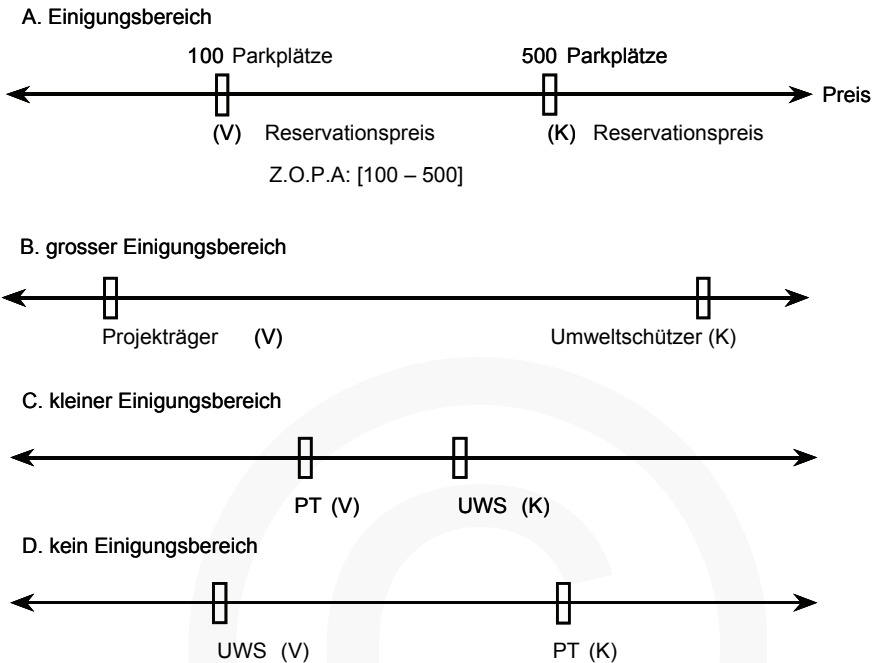 A. Einigungsbereich
100 Parkplätze 500 Parkplätze
Preis
(V) Reservationspreis (K) Reservationspreis
Z.O.P.A: [100 – 500]
B. grosser Einigungsbereich
Projekträger (V) Umweltschützer (K)
C. kleiner Einigungsbereich
PT (V) UWS (K)
D. kein Einigungsbereich
UWS (V) PT (K)